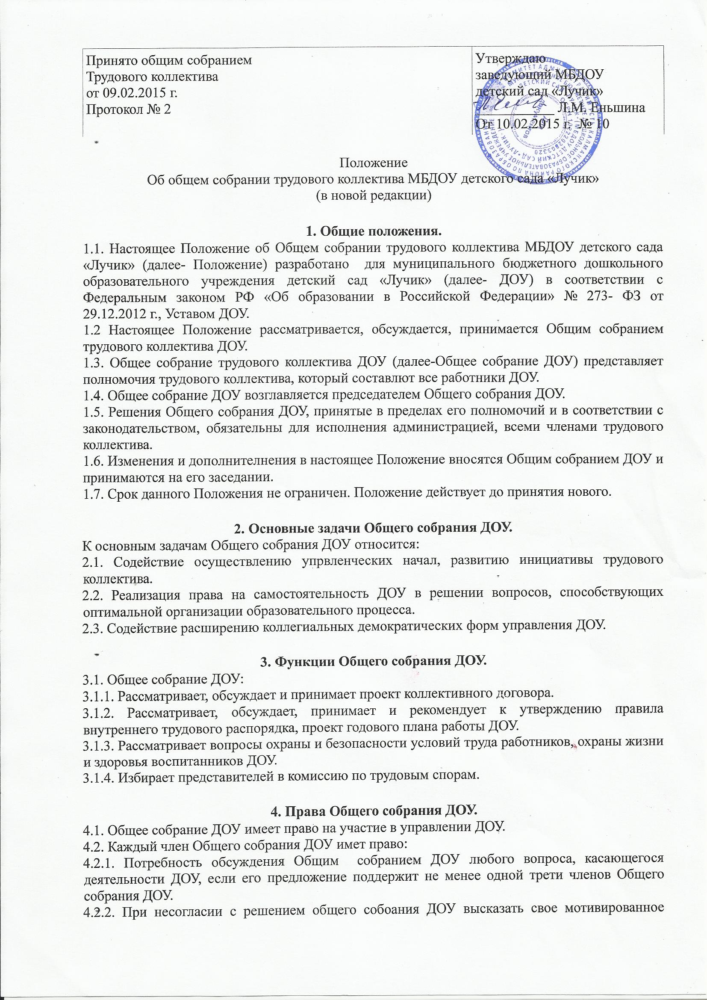 Принято общим собранием
Трудового коллектива
от 09.02.2015 г.
Протокол № 2
Утверждаю
заведующий МБДОУ
детский сад «Лучик»
Л.М. Еньшина
От 10.02.2015 г. № 10
Для документов
Положение
Об общем собрании трудового коллектива МБДОУ детского сада «Лучик»
(в новой редакции)
1. Общие положения.
1.1. Настоящее Положение об Общем собрании трудового коллектива МБДОУ детского сада
«Лучик» (далее- Положение) разработано для муниципального бюджетного дошкольного
образовательного учреждения детский сад «Лучик» (далее- ДОУ) в соответствии с
Федеральным законом РФ «Об образовании в Российской Федерации» № 273- ФЗ от
29.12.2012 г., Уставом ДОУ.
1.2 Настоящее Положение рассматривается, обсуждается, принимается Общим собранием
трудового коллектива ДОУ.
1.3. Общее собрание трудового коллектива ДОУ (далее-Общее собрание ДОУ) представляет
полномочия трудового коллектива, который составлют все работники ДОУ.
1.4. Общее собрание ДОУ возглавляется председателем Общего собрания ДОУ.
1.5. Решения Общего собрания ДОУ, принятые в пределах его полномочий и в соответствии с
законодательством, обязательны для исполнения администрацией, всеми членами трудового
коллектива.
1.6. Изменения и дополнителнения в настоящее Положение вносятся Общим собранием ДОУ и
принимаются на его заседании.
1.7. Срок данного Положения не ограничен. Положение действует до принятия нового.
2. Основные задачи Общего собрания ДОУ.
К основным задачам Общего собрания ДОУ относится:
2.1. Содействие осуществлению упрвленческих начал, развитию инициативы трудового
коллектива.
2.2. Реализация права на самостоятельность ДОУ в решении вопросов, способствующих
оптимальной организации образовательного процесса.
2.3. Содействие расширению коллегиальных демократических форм управления ДОУ.
3. Функции Общего собрания ДОУ.
3.1. Общее собрание ДОУ:
3.1.1. Рассматривает, обсуждает и принимает проект коллективного договора.
3.1.2. Рассматривает, обсуждает, принимает и рекомендует к утверждению правила
внутреннего трудового распорядка, проект годового плана работы ДОУ.
3.1.3. Рассматривает вопросы охраны и безопасности условий труда работников, охраны жизни
и здоровья воспитанников ДОУ.
3.1.4. Избирает представителей в комиссию по трудовым спорам.
4. Права Общего собрания ДОУ.
4.1. Общее собрание ДОУ имеет право на участие в управлении ДОУ.
4.2. Каждый член Общего собрания ДОУ имет право:
4.2.1. Потребность обсуждения Общим собранием ДОУ любого вопроса, касающегося
деятельности ДОУ, если его предложение поддержит не менее одной трети членов Общего
собрания ДОУ.
4.2.2. При несогласии с решением общего собоания ДОУ высказать свое мотивированное